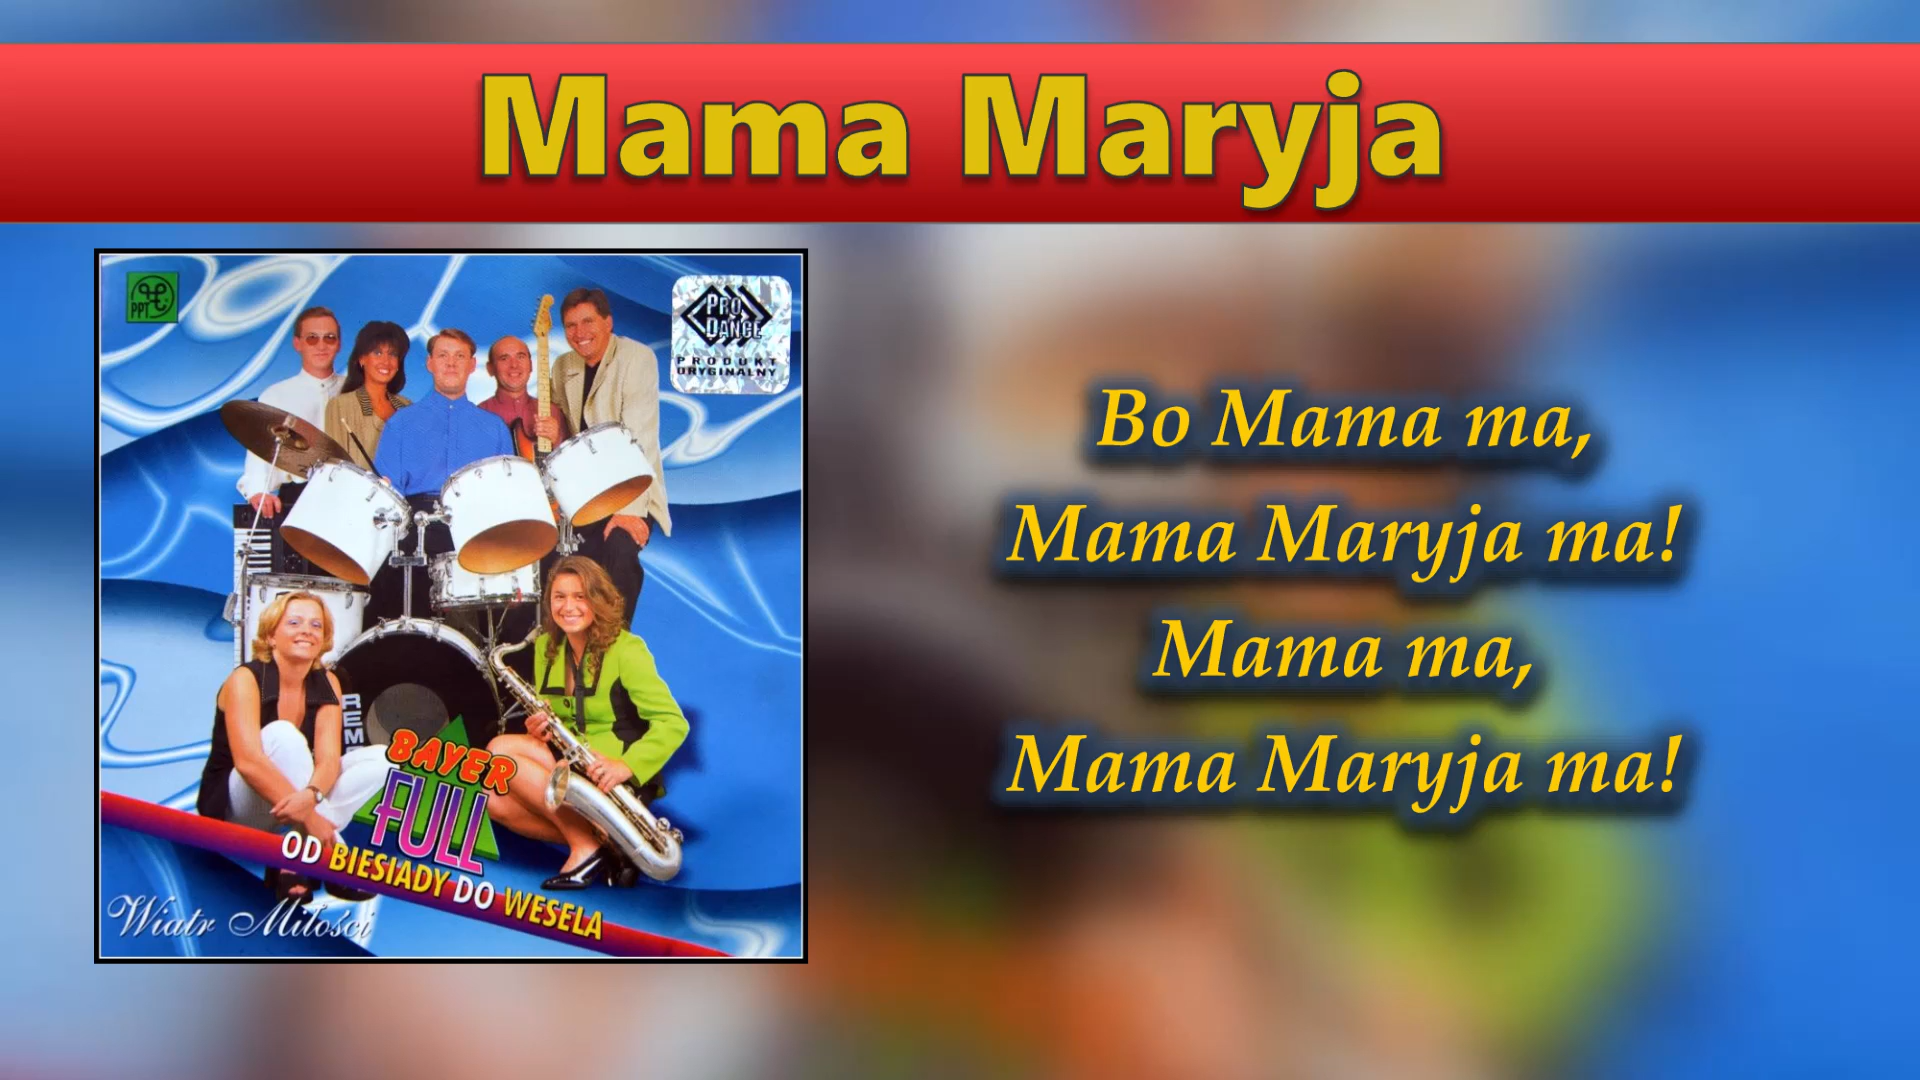 Mama Maryja
PPT
PRO
DANCE
PRODUKT
ORYGINALNY
Bo Mama ma,
Mama Maryja ma!
Mama ma,
Mama Maryja ma!
BAYER
FULL
OD BIESIADY DO WESELA
Wiatr Miłości